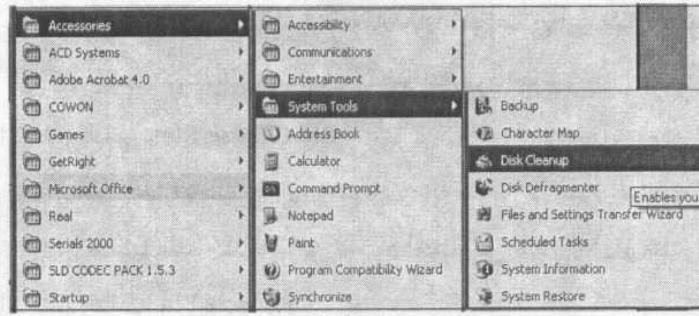 Accessories
ACD Systems
Adobe Acrobat 4.0
COWON
Games
GetRight
Microsoft Office
Real
Serials 2000
SLD CODEC PACK 1.5.3
Startup
Accessibility
Communications
Entertainment
System Tools
Address Book
Calculator
Command Prompt
Notepad
Paint
Program Compatibility Wizard
Synchronize
Backup
Character Map
Disk Cleanup
Disk Defragmenter
Enables you
Files and Settings Transfer Wizard
Scheduled Tasks
System Information
System Restore